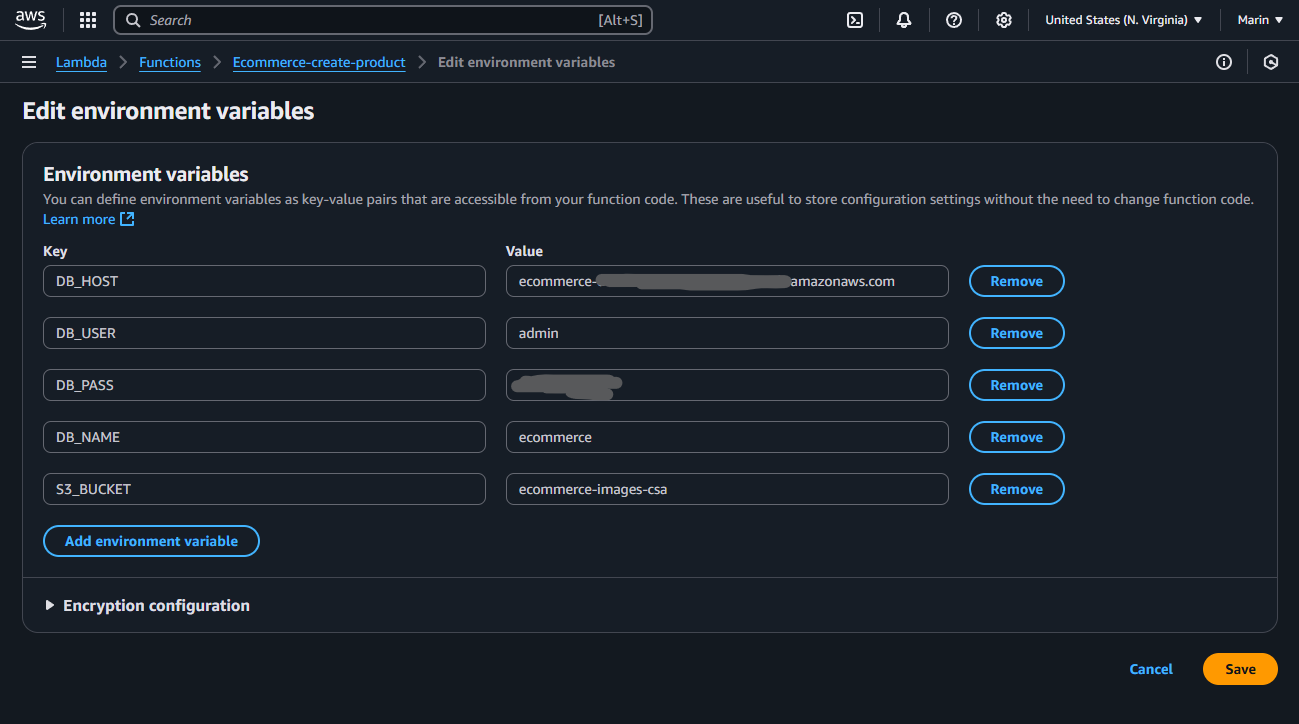 aws
Search [Alt+S]
United States (N. Virginia)
Marin
Lambda
Functions
Ecommerce-create-product
Edit environment variables
Edit environment variables
Environment variables
You can define environment variables as key-value pairs that are accessible from your function code. These are useful to store configuration settings without the need to change function code.
Learn more
Key Value
DB_HOST ecommerce- amazonaws.com Remove
DB_USER admin Remove
DB_PASS Remove
DB_NAME ecommerce Remove
S3_BUCKET ecommerce-images-csa Remove
Add environment variable
Encryption configuration
Cancel Save